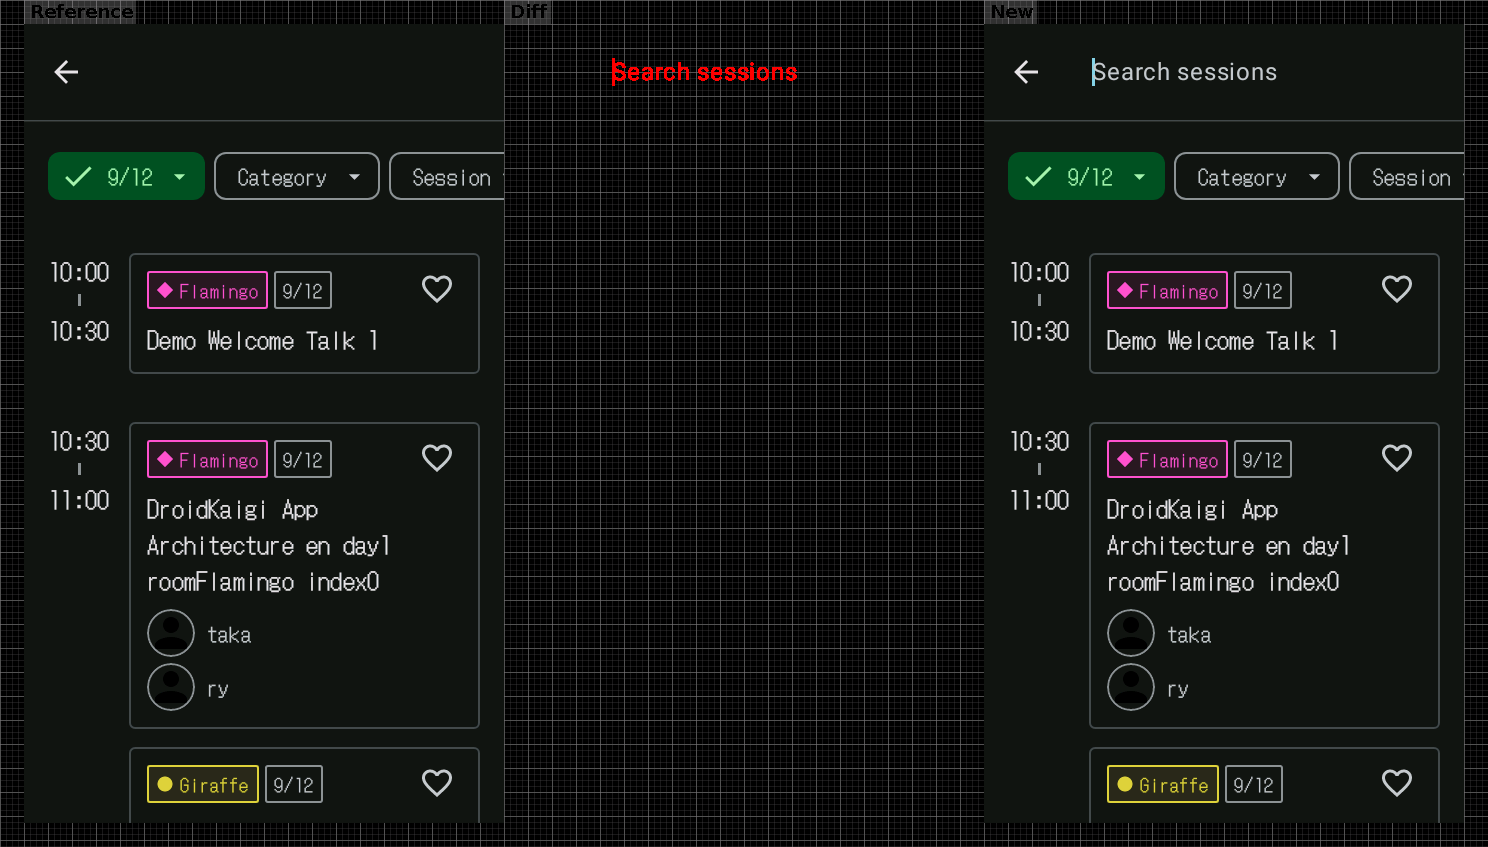 Reference
9/12 Category Session
10:00
10:30
Flamingo 9/12
Demo Welcome Talk 1
10:30
11:00
Flamingo 9/12
DroidKaigi App
Architecture en day1
roomFlamingo index0
taka
ry
Giraffe 9/12
Diff
Search sessions
New
Search sessions
9/12 Category Session
10:00
10:30
Flamingo 9/12
Demo Welcome Talk 1
10:30
11:00
Flamingo 9/12
DroidKaigi App
Architecture en day1
roomFlamingo index0
taka
ry
Giraffe 9/12